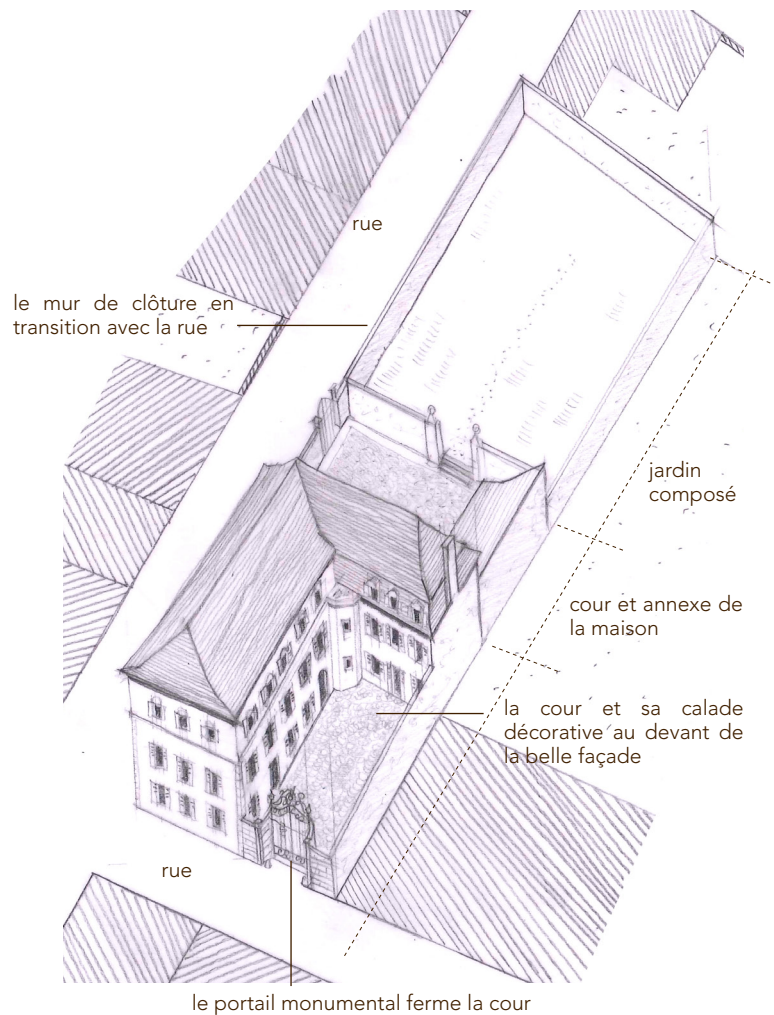 rue
le mur de clôture en
transition avec la rue
jardin
composé
cour et annexe de
la maison
la cour et sa calade
décorative au devant de
la belle façade
rue
le portail monumental ferme la cour